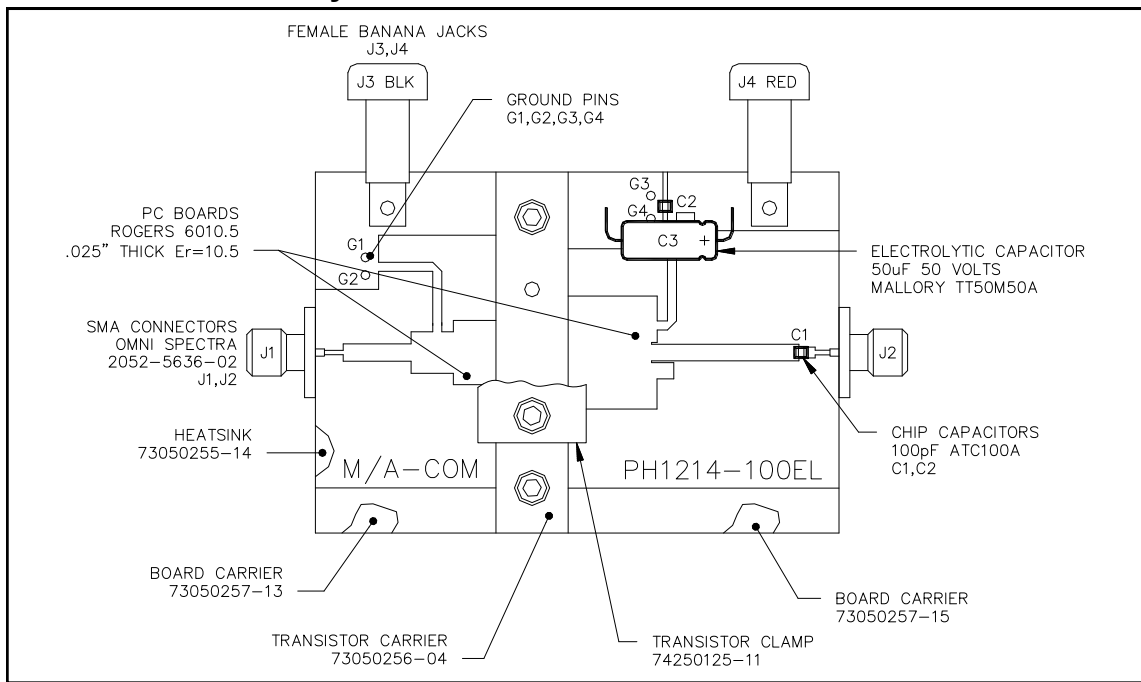 FEMALE BANANA JACKS
J3,J4
J3 BLK
J4 RED
GROUND PINS
G1,G2,G3,G4
PC BOARDS
ROGERS 6010.5
.025" THICK Er=10.5
G1
G2
G3
G4
C2
C3
+
ELECTROLYTIC CAPACITOR
50uF 50 VOLTS
MALLORY TT50M50A
SMA CONNECTORS
OMNI SPECTRA
2052-5636-02
J1,J2
J1
C1
J2
HEATSINK
73050255-14
M/A-COM
PH1214-100EL
CHIP CAPACITORS
100pF ATC100A
C1,C2
BOARD CARRIER
73050257-13
BOARD CARRIER
73050257-15
TRANSISTOR CARRIER
73050256-04
TRANSISTOR CLAMP
74250125-11